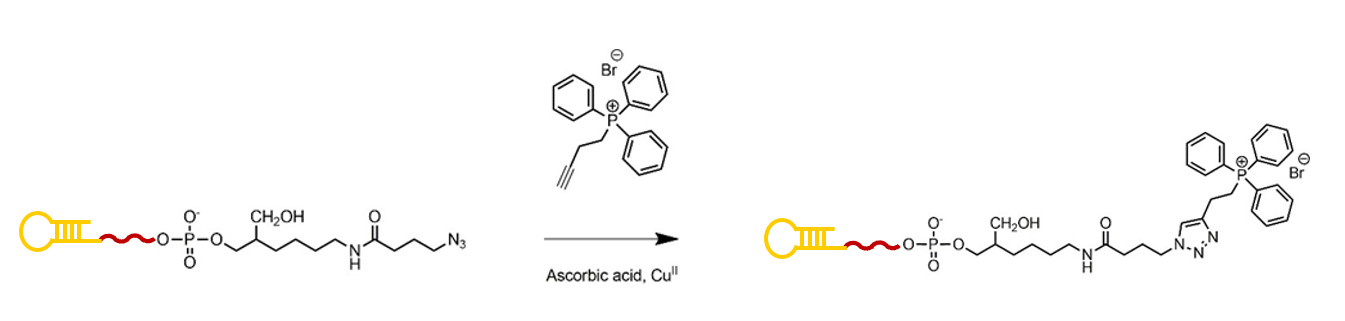 Br⊖
P⊕
O⁻
CH₂OH
O
O-P-O
O
N
H
N₃
Ascorbic acid, Cuᴵᴵ
P⊕
Br⊖
O⁻
CH₂OH
O
O-P-O
O
N
H
N
N
N